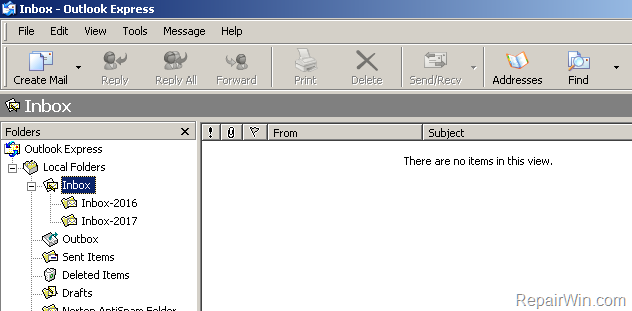 Inbox - Outlook Express
File Edit View Tools Message Help
Create Mail Reply Reply All Forward Print Delete Send/Recv Addresses Find
Inbox
Folders
! From Subject
Outlook Express
There are no items in this view.
Local Folders
Inbox
Inbox-2016
Inbox-2017
Outbox
Sent Items
Deleted Items
Drafts
Norton AntiSpam Folder
RepairWin.com